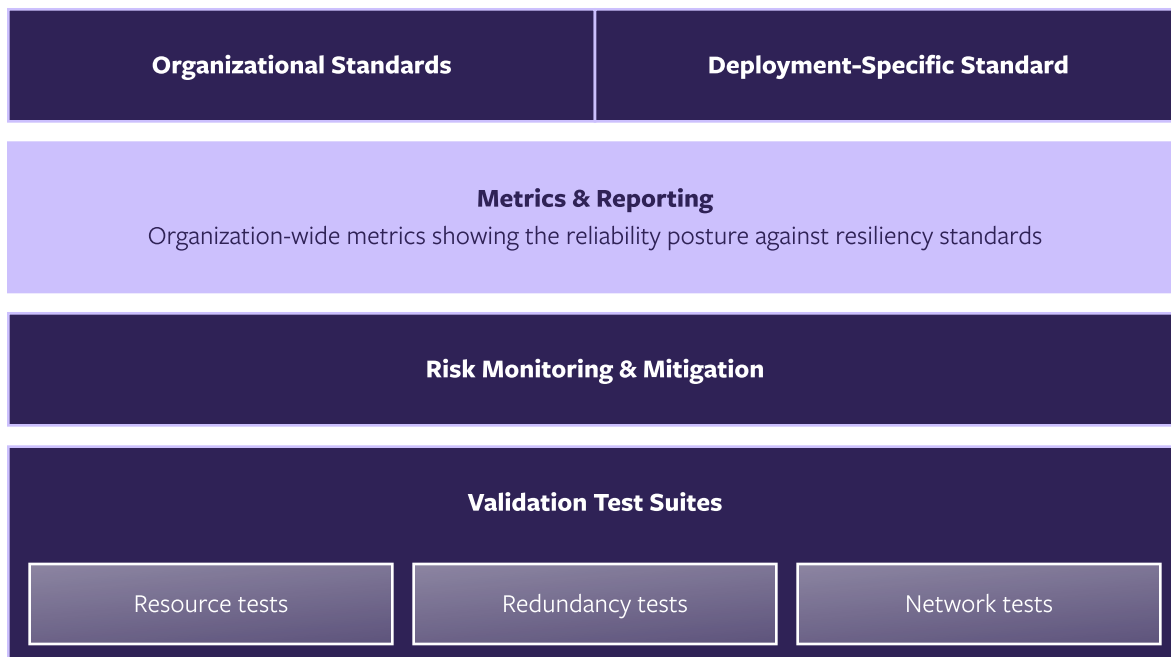 Organizational Standards
Deployment-Specific Standard
Metrics & Reporting
Organization-wide metrics showing the reliability posture against resiliency standards
Risk Monitoring & Mitigation
Validation Test Suites
Resource tests
Redundancy tests
Network tests